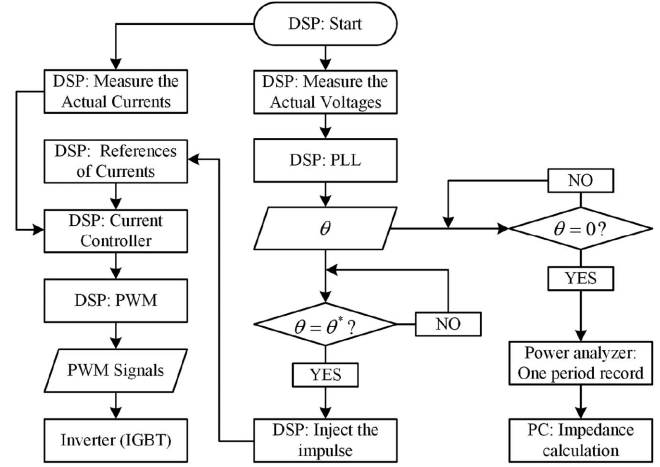 DSP: Start
DSP: Measure the
Actual Currents
DSP: Measure the
Actual Voltages
DSP: References
of Currents
DSP: PLL
NO
DSP: Current
Controller
θ
θ = 0?
YES
DSP: PWM
θ = θ* ?
NO
PWM Signals
YES
Power analyzer:
One period record
Inverter (IGBT)
DSP: Inject the
impulse
PC: Impedance
calculation